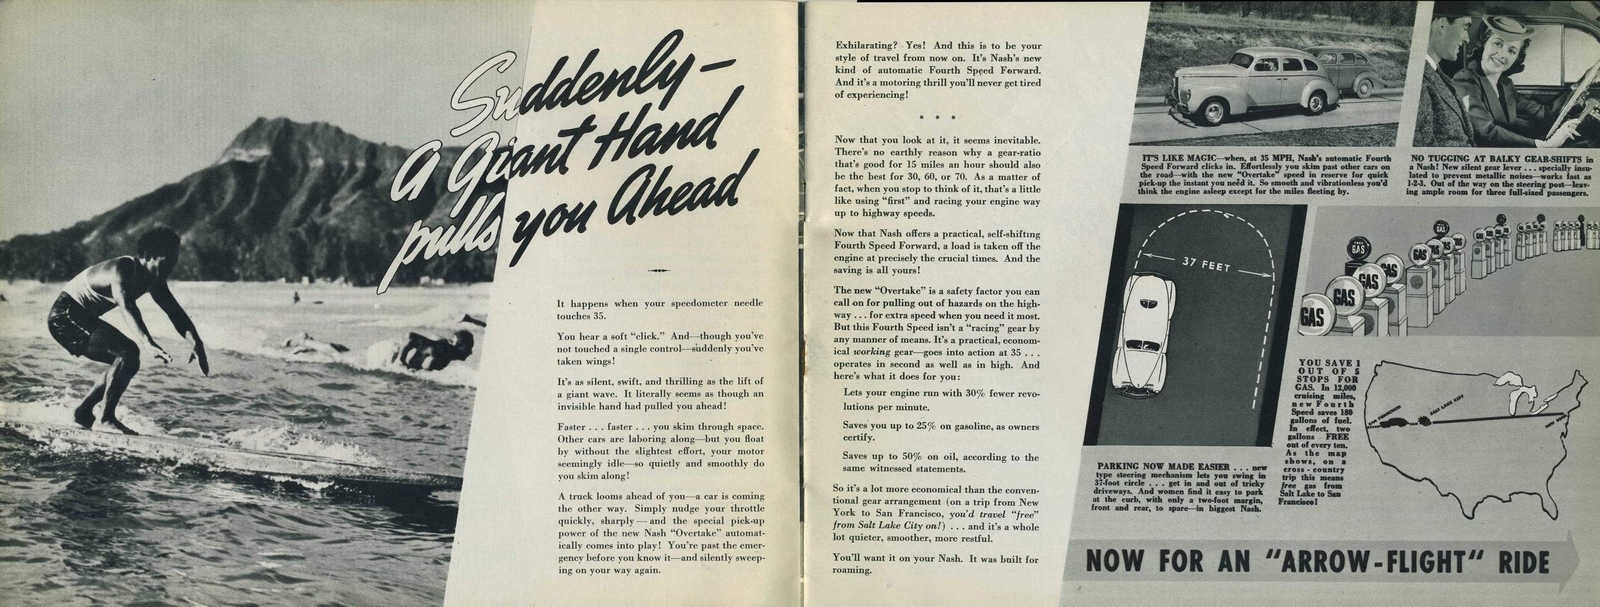 Suddenly—
A Giant Hand
pulls you Ahead
It happens when your speedometer needle
touches 35.
You hear a soft “click.” And—though you’ve
not touched a single control—suddenly you’ve
taken wings!
It’s as silent, swift, and thrilling as the lift of
a giant wave. It literally seems as though an
invisible hand had pulled you ahead!
Faster . . . faster . . . you skim through space.
Other cars are laboring along—but you float
by without the slightest effort, your motor
seemingly idle—so quietly and smoothly do
you skim along!
A truck looms ahead of you—a car is coming
the other way. Simply nudge your throttle
quickly, sharply — and the special pick-up
power of the new Nash “Overtake” automat-
ically comes into play! You’re past the emer-
gency before you know it—and silently sweep-
ing on your way again.
Exhilarating? Yes! And this is to be your
style of travel from now on. It’s Nash’s new
kind of automatic Fourth Speed Forward.
And it’s a motoring thrill you’ll never get tired
of experiencing!
• • •
Now that you look at it, it seems inevitable.
There’s no earthly reason why a gear-ratio
that’s good for 15 miles an hour should also
be the best for 30, 60, or 70. As a matter of
fact, when you stop to think of it, that’s a little
like using “first” and racing your engine way
up to highway speeds.
Now that Nash offers a practical, self-shifting
Fourth Speed Forward, a load is taken off the
engine at precisely the crucial times. And the
saving is all yours!
The new “Overtake” is a safety factor you can
call on for pulling out of hazards on the high-
way . . . for extra speed when you need it most.
But this Fourth Speed isn’t a “racing” gear by
any manner of means. It’s a practical, econom-
ical working gear—goes into action at 35 . . .
operates in second as well as in high. And
here’s what it does for you:
Lets your engine run with 30% fewer revo-
lutions per minute.
Saves you up to 25% on gasoline, as owners
certify.
Saves up to 50% on oil, according to the
same witnessed statements.
So it’s a lot more economical than the conven-
tional gear arrangement (on a trip from New
York to San Francisco, you’d travel “free”
from Salt Lake City on!) . . . and it’s a whole
lot quieter, smoother, more restful.
You’ll want it on your Nash. It was built for
roaming.
IT’S LIKE MAGIC—when, at 35 MPH, Nash’s automatic Fourth
Speed Forward clicks in. Effortlessly you skim past other cars on
the road—with the new “Overtake” speed in reserve for quick
pick-up the instant you need it. So smooth and vibrationless you’d
think the engine asleep except for the miles fleeting by.
NO TUGGING AT BALKY GEAR-SHIFTS in
a Nash! New silent gear lever . . . specially insu-
lated to prevent metallic noises—works fast as
1-2-3. Out of the way on the steering post—leav-
ing ample room for three full-sized passengers.
37 FEET
GAS
GAS
GAS
GAS
GAS
PARKING NOW MADE EASIER . . . new
type steering mechanism lets you swing in
37-foot circle . . . get in and out of tricky
driveways. And women find it easy to park
at the curb, with only a two-foot margin,
front and rear, to spare—in biggest Nash.
YOU SAVE 1
OUT OF 5
STOPS FOR
GAS. In 12,000
cruising miles,
new Fourth
Speed saves 180
gallons of fuel.
In effect, two
gallons FREE
out of every ten.
As the map
shows, on a
cross-country
trip this means
free gas from
Salt Lake to San
Francisco!
SAN FRANCISCO
SALT LAKE CITY
NEW YORK
NOW FOR AN “ARROW-FLIGHT“ RIDE